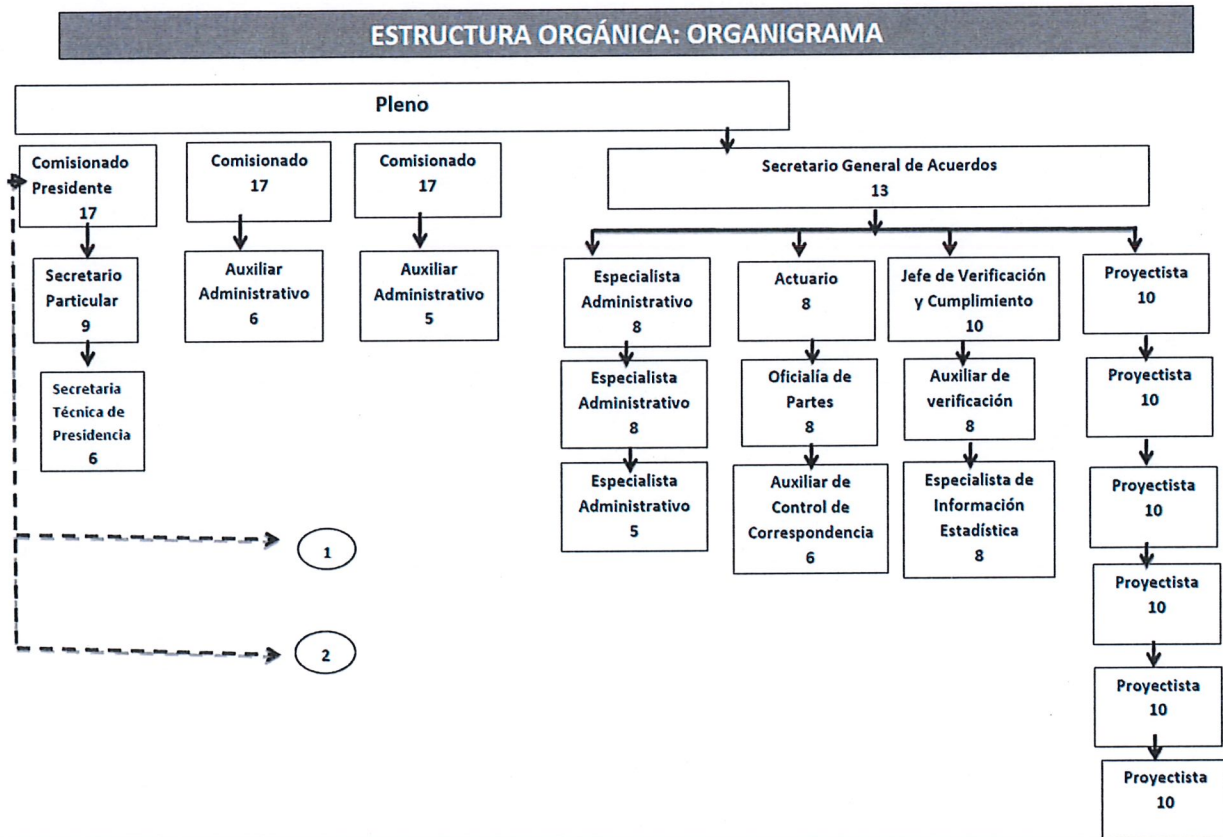 ESTRUCTURA ORGÁNICA: ORGANIGRAMA
Pleno
Comisionado
Presidente
17
Comisionado
17
Comisionado
17
Secretario General de Acuerdos
13
Secretario
Particular
9
Auxiliar
Administrativo
6
Auxiliar
Administrativo
5
Especialista
Administrativo
8
Actuario
8
Jefe de Verificación
y Cumplimiento
10
Proyectista
10
Secretaria
Técnica de
Presidencia
6
Especialista
Administrativo
8
Oficialía de
Partes
8
Auxiliar de
verificación
8
Proyectista
10
Especialista
Administrativo
5
Auxiliar de
Control de
Correspondencia
6
Especialista de
Información
Estadística
8
Proyectista
10
1
Proyectista
10
2
Proyectista
10
Proyectista
10